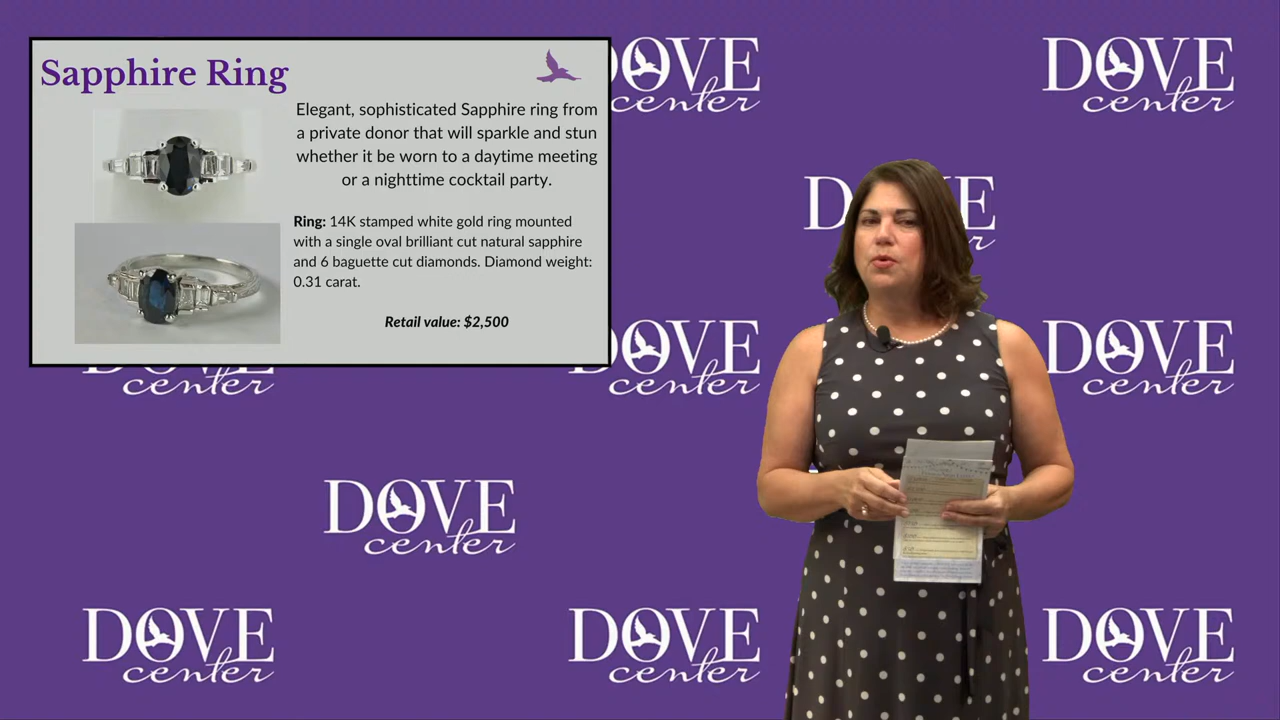 Sapphire Ring
Elegant, sophisticated Sapphire ring from
a private donor that will sparkle and stun
whether it be worn to a daytime meeting
or a nighttime cocktail party.
Ring: 14K stamped white gold ring mounted
with a single oval brilliant cut natural sapphire
and 6 baguette cut diamonds. Diamond weight:
0.31 carat.
Retail value: $2,500
DOVE
center
DOVE
center
DOVE
center
DOVE
center
DOVE
center
DOVE
center
DOVE
center
DOVE
center